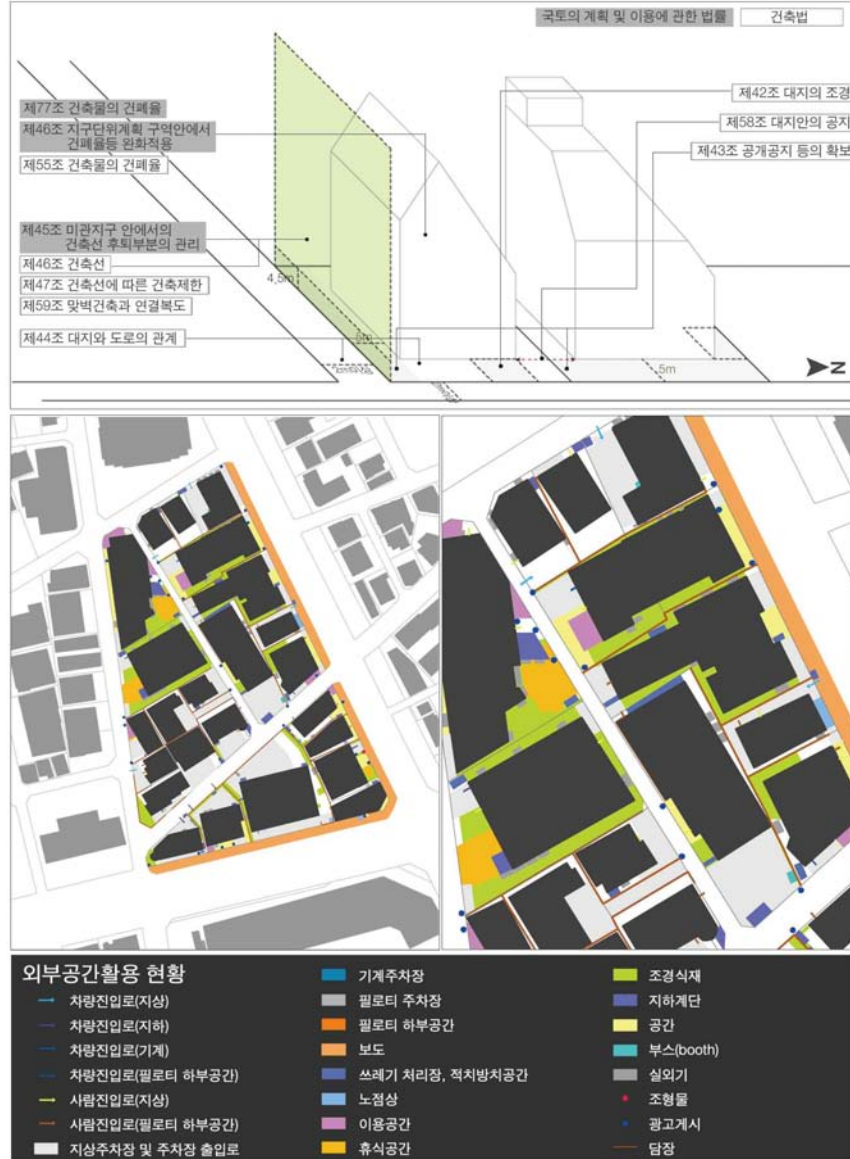 국토의 계획 및 이용에 관한 법률
건축법
제77조 건축물의 건폐율
제46조 지구단위계획 구역안에서
건폐율등 완화적용
제55조 건축물의 건폐율
제45조 미관지구 안에서의
건축선 후퇴부분의 관리
제46조 건축선
제47조 건축선에 따른 건축제한
제59조 맞벽건축과 연결복도
제44조 대지와 도로의 관계
제42조 대지의 조경
제58조 대지안의 공지
제43조 공개공지 등의 확보
4,5m
5m
5m
N
외부공간활용 현황
차량진입로(지상)
차량진입로(지하)
차량진입로(기계)
차량진입로(필로티 하부공간)
사람진입로(지상)
사람진입로(필로티 하부공간)
지상주차장 및 주차장 출입로
기계주차장
필로티 주차장
필로티 하부공간
보도
쓰레기 처리장, 적치방치공간
노점상
이용공간
휴식공간
조경식재
지하계단
공간
부스(booth)
실외기
조형물
광고게시
담장